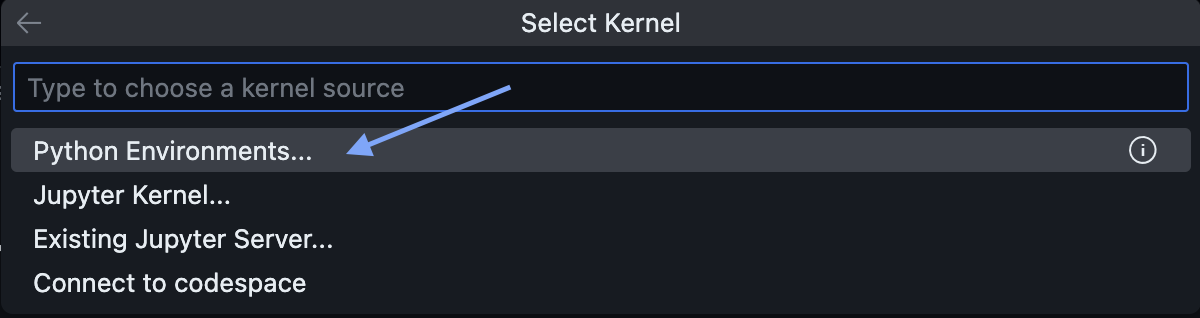 Select Kernel
Type to choose a kernel source
Python Environments...
Jupyter Kernel...
Existing Jupyter Server...
Connect to codespace